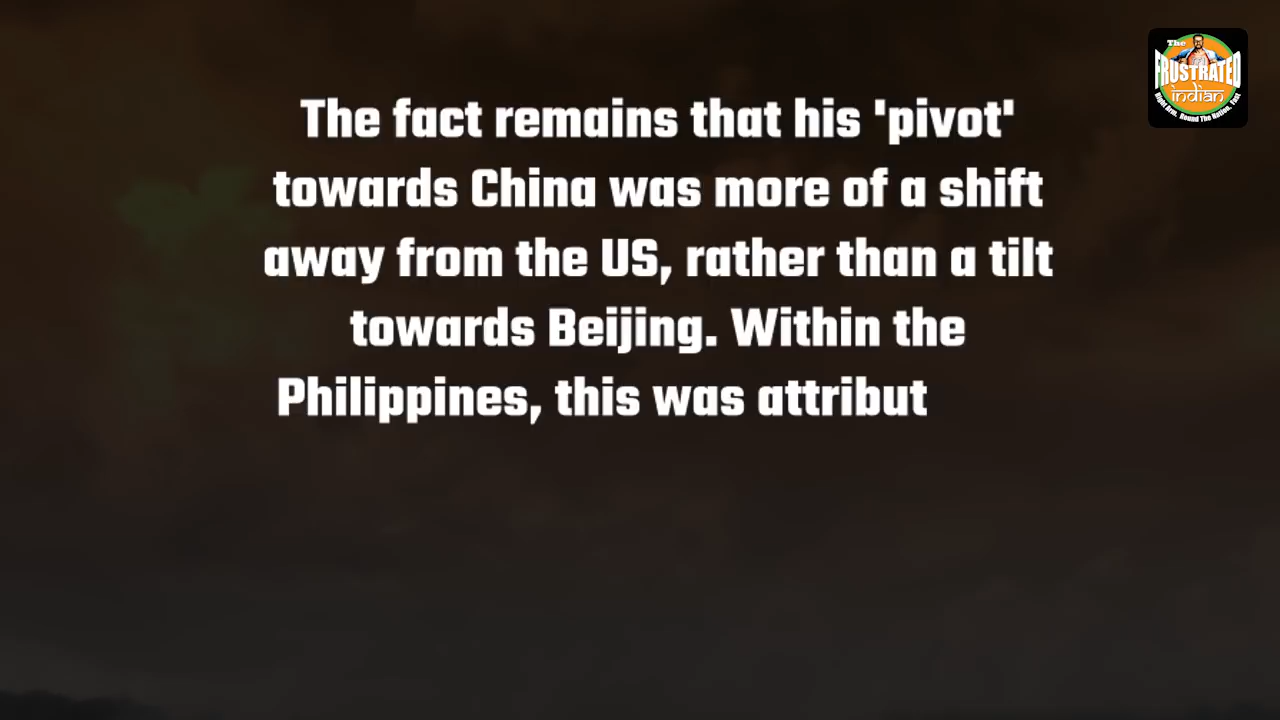 The
FRUSTRATED
indian
The fact remains that his 'pivot'
towards China was more of a shift
away from the US, rather than a tilt
towards Beijing. Within the
Philippines, this was attribut